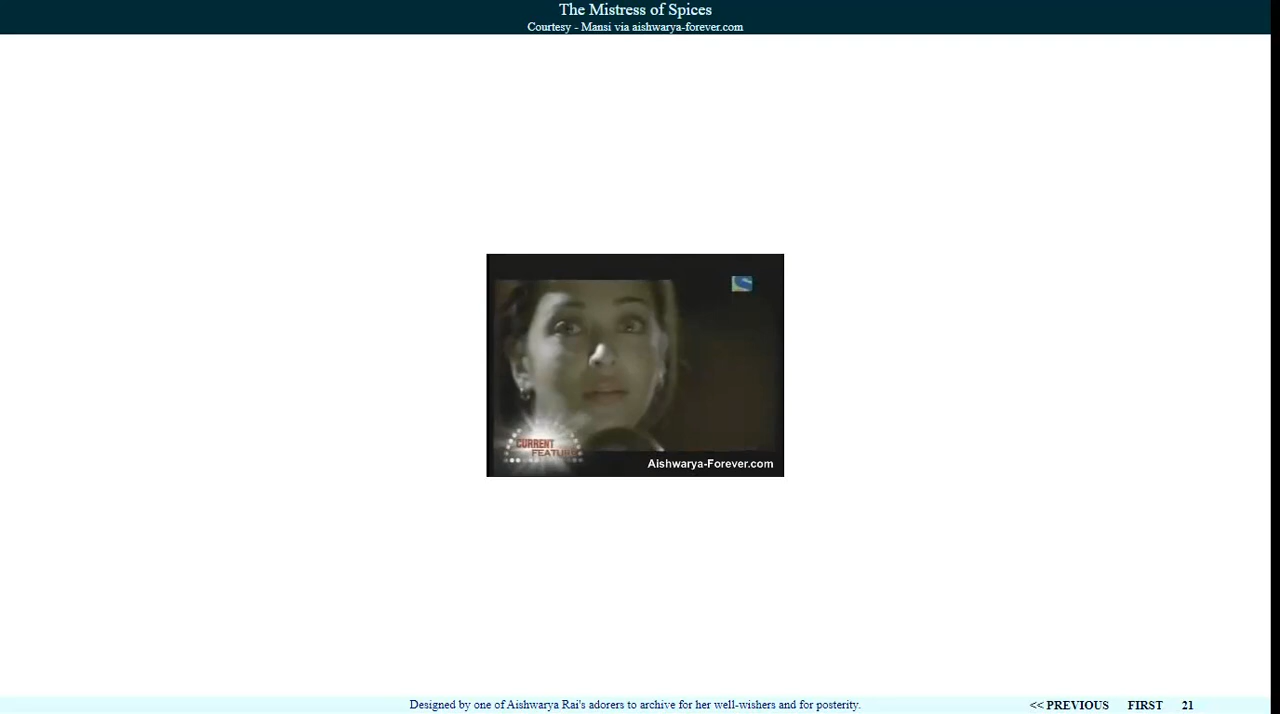 The Mistress of Spices
Courtesy - Mansi via aishwarya-forever.com
CURRENT
FEATURE
Aishwarya-Forever.com
Designed by one of Aishwarya Rai's adorers to archive for her well-wishers and for posterity.
<< PREVIOUS FIRST 21